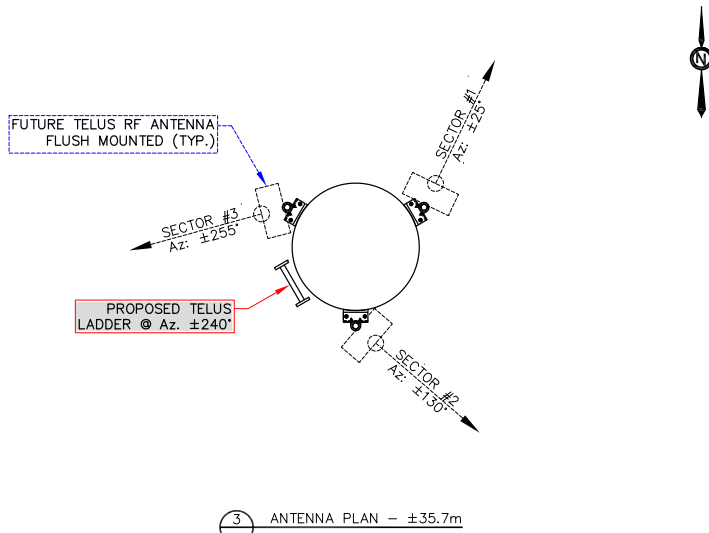 N
SECTOR #1
Az: ±25°
FUTURE TELUS RF ANTENNA
FLUSH MOUNTED (TYP.)
SECTOR #3
Az: ±255°
PROPOSED TELUS
LADDER @ Az. ±240°
SECTOR #2
Az: ±130°
3 ANTENNA PLAN – ±35.7m